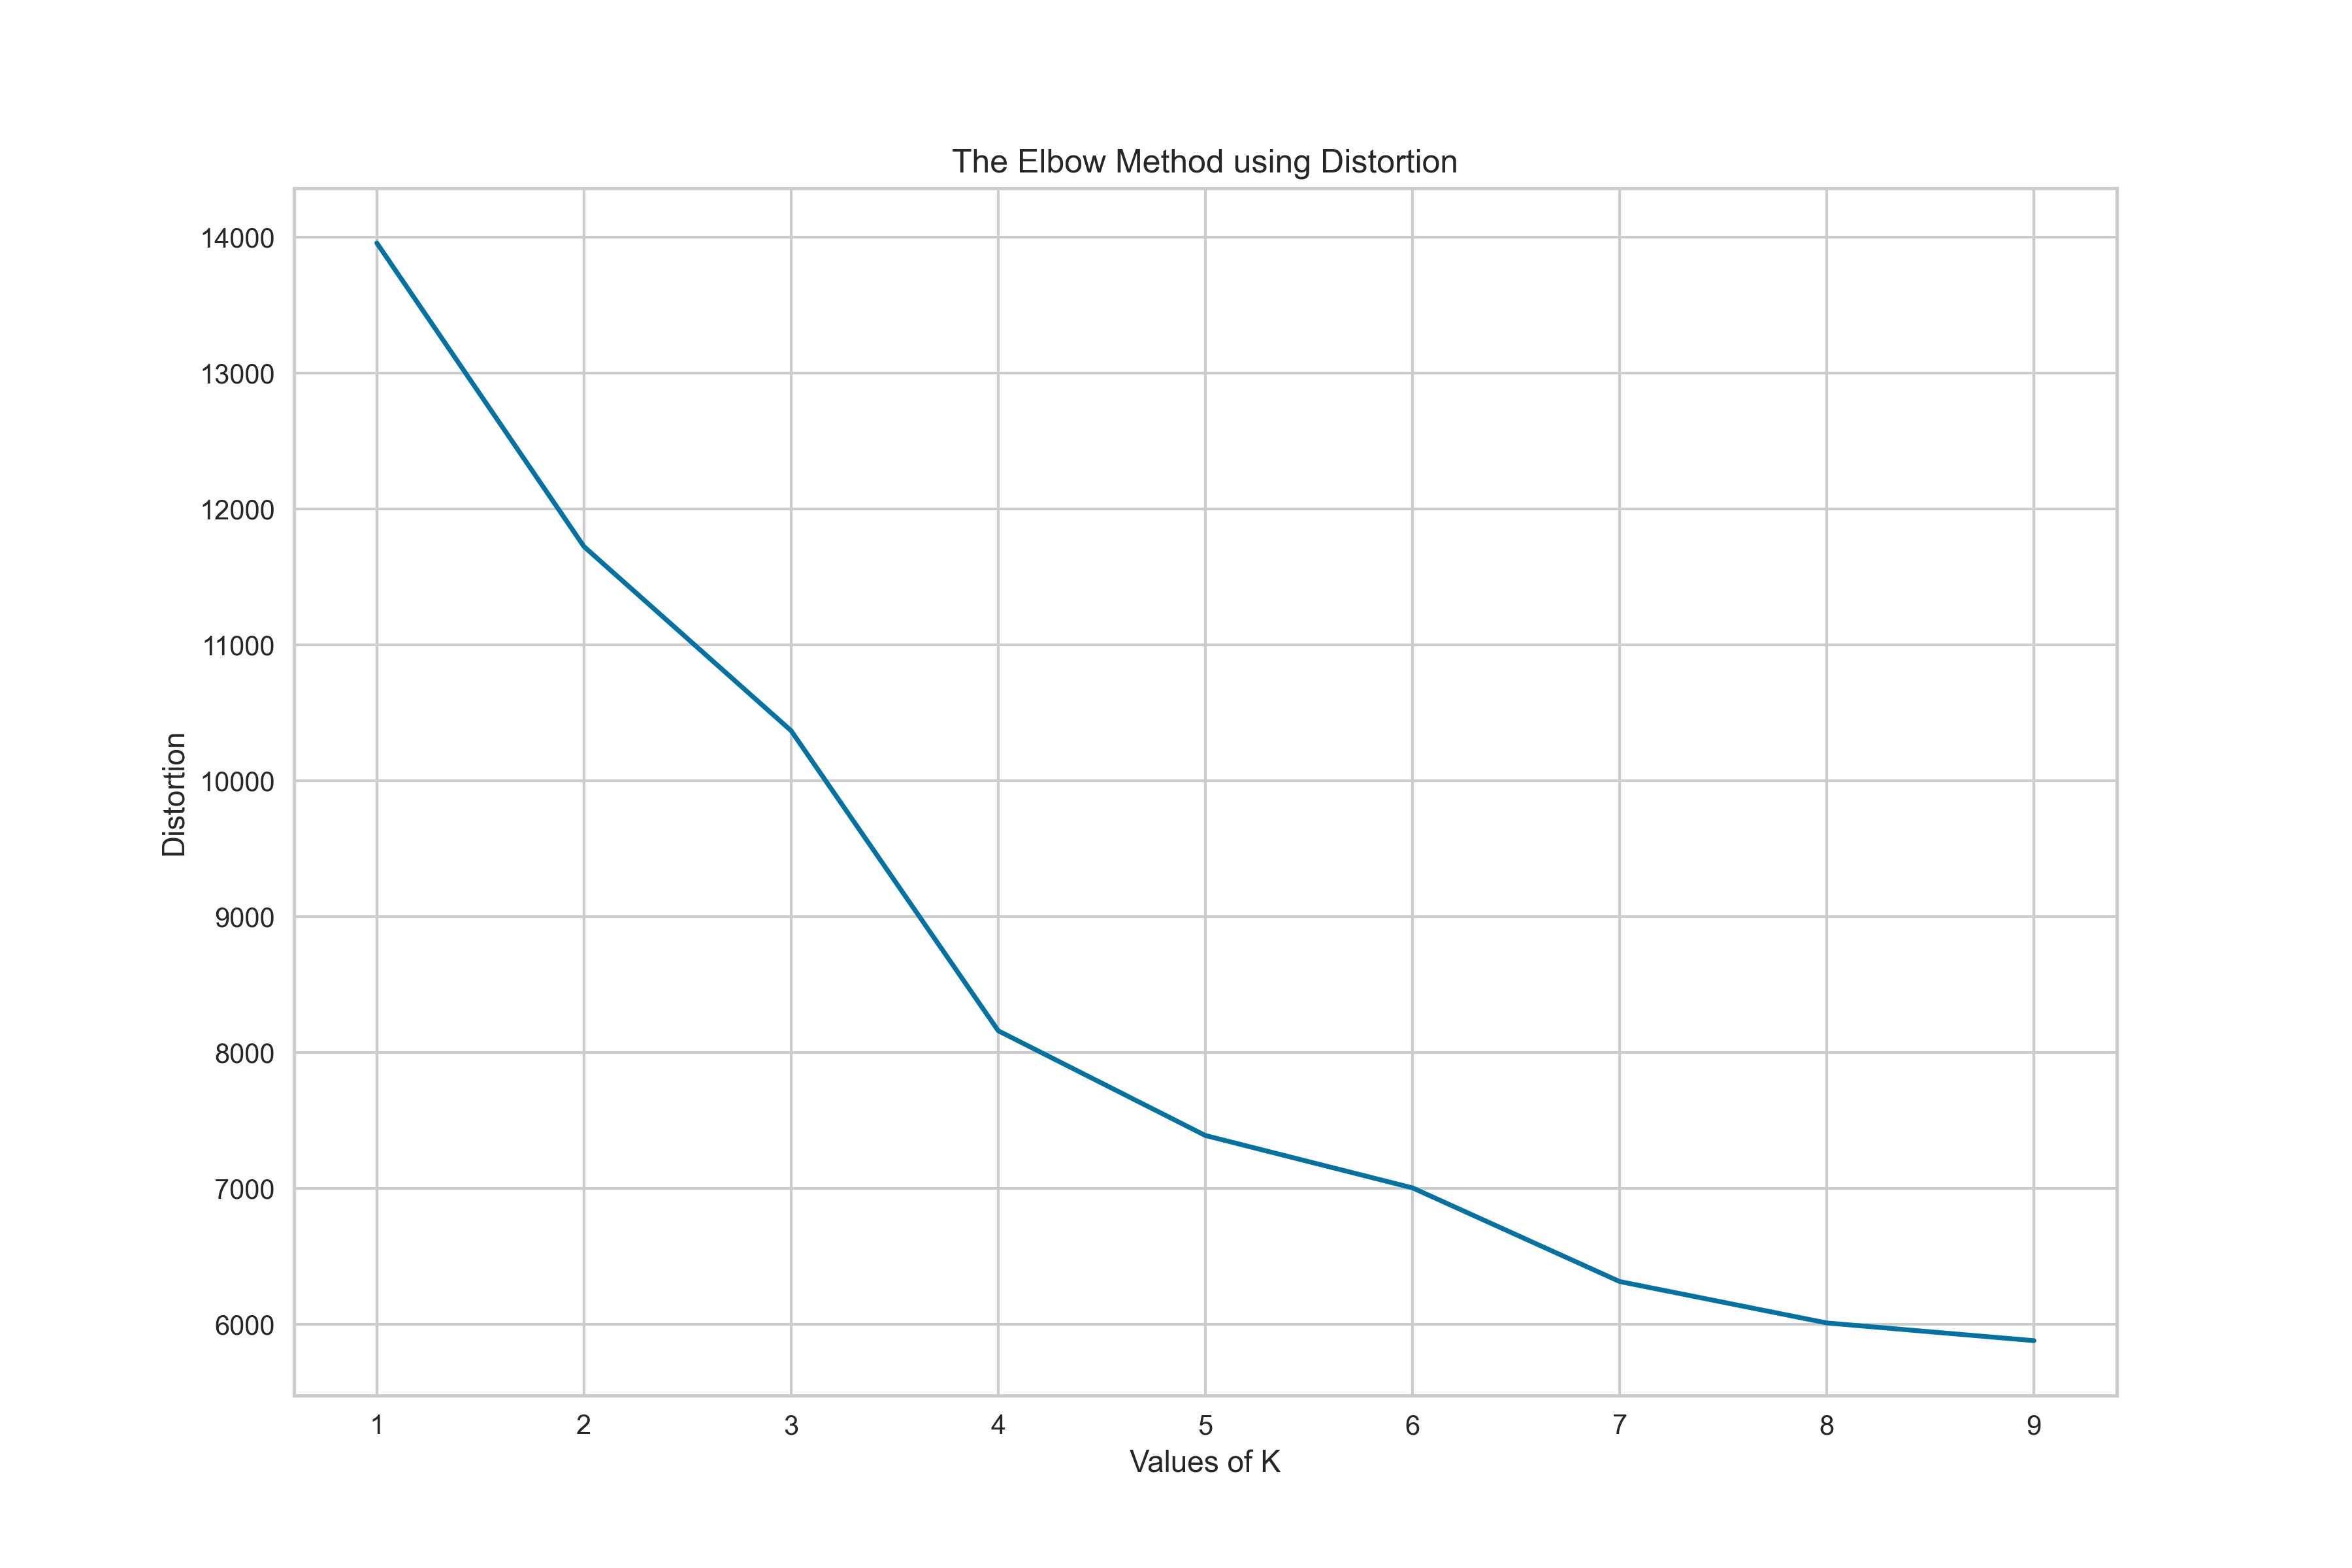 The Elbow Method using Distortion
14000
13000
12000
11000
10000
9000
8000
7000
6000
Distortion
1 2 3 4 5 6 7 8 9
Values of K